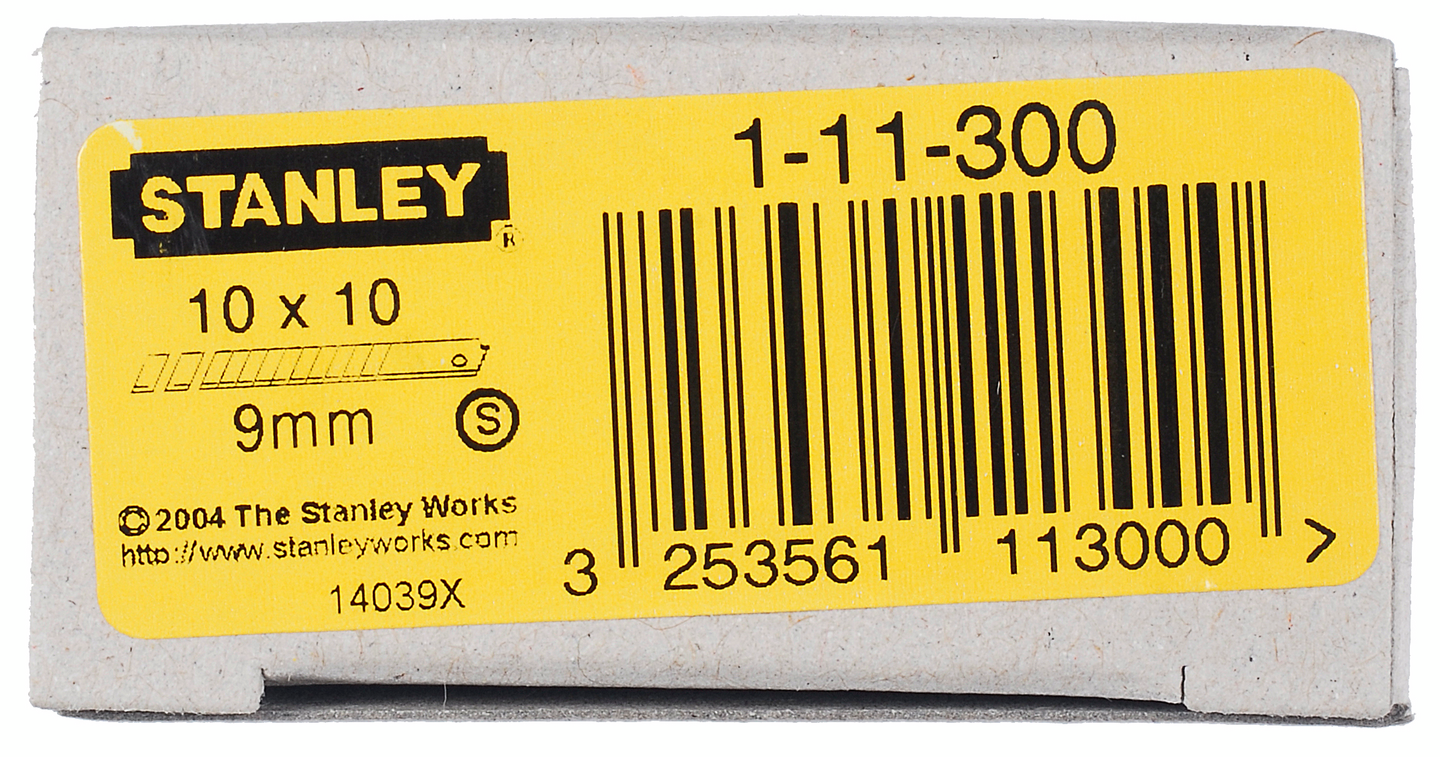 STANLEY
®
10 x 10
9mm
S
©2004 The Stanley Works
http://www.stanleyworks.com
14039X
1-11-300
3 253561 113000 >